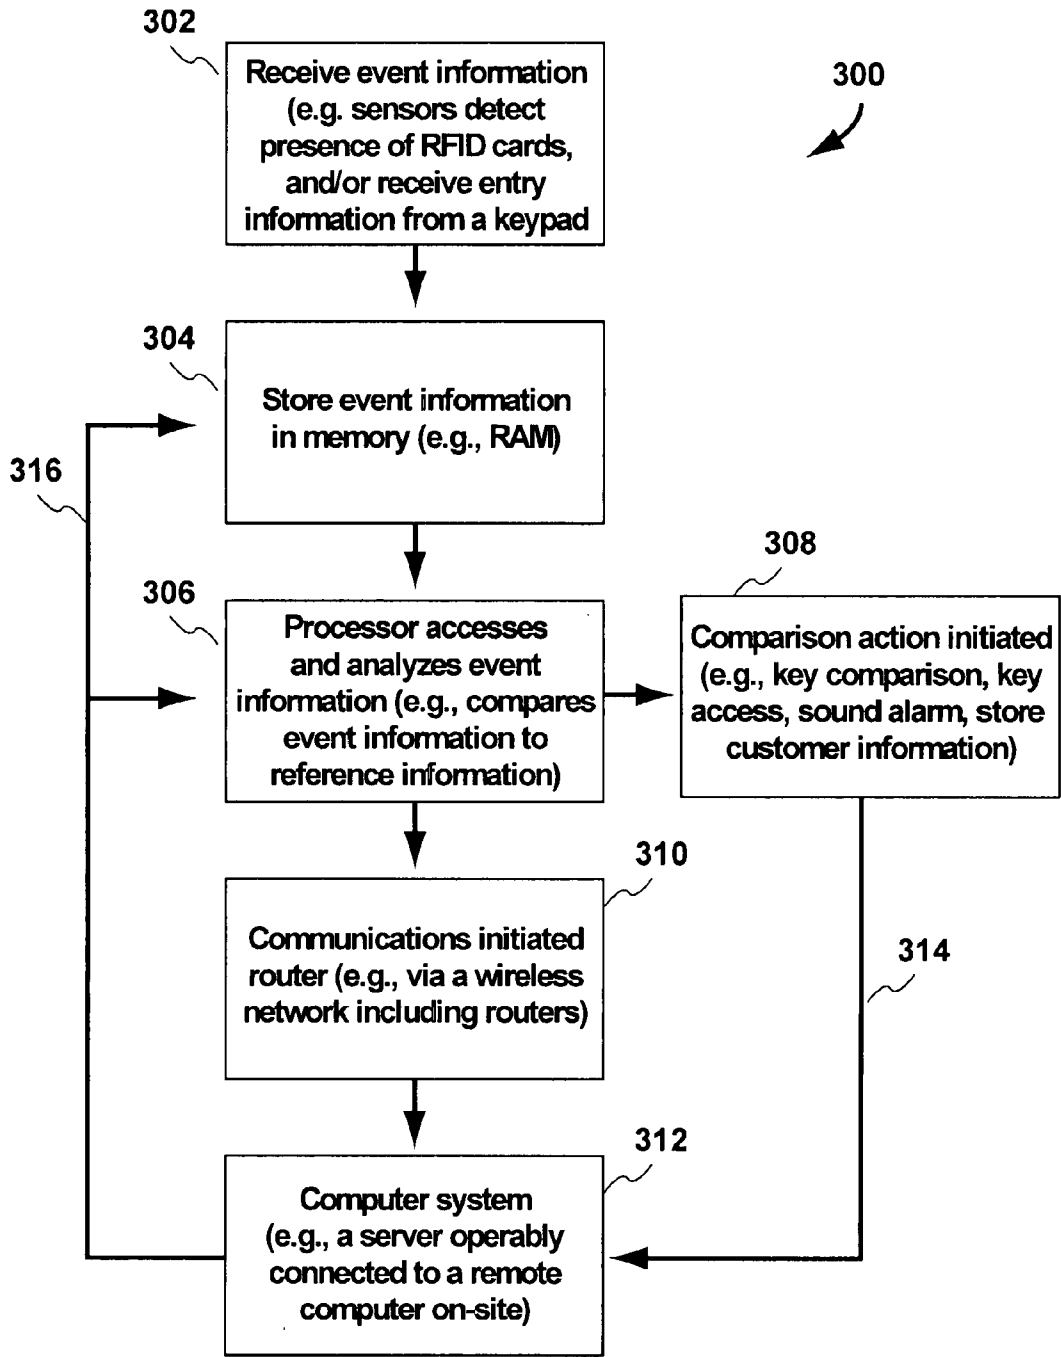 302
Receive event information
(e.g. sensors detect
presence of RFID cards,
and/or receive entry
information from a keypad
300
304
Store event information
in memory (e.g., RAM)
316
306
Processor accesses
and analyzes event
information (e.g., compares
event information to
reference information)
308
Comparison action initiated
(e.g., key comparison, key
access, sound alarm, store
customer information)
310
Communications initiated
router (e.g., via a wireless
network including routers)
314
312
Computer system
(e.g., a server operably
connected to a remote
computer on-site)